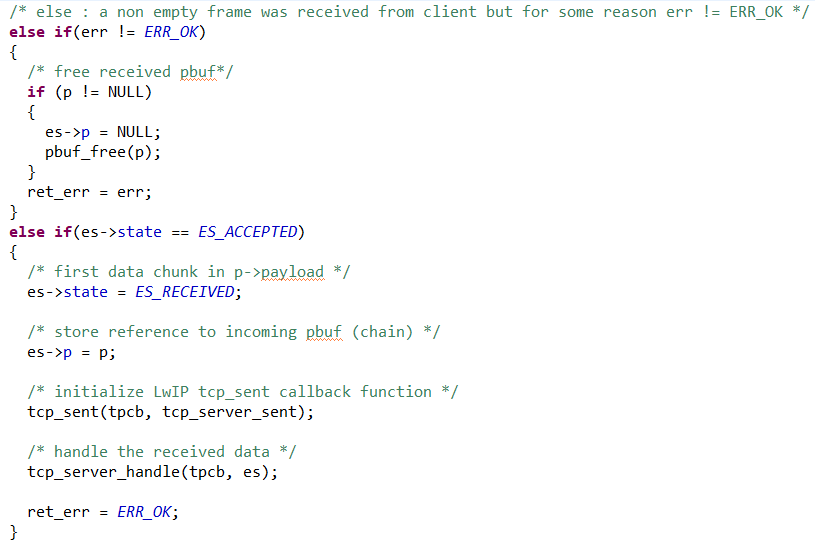 /* else : a non empty frame was received from client but for some reason err != ERR_OK */
else if(err != ERR_OK)
{
  /* free received pbuf*/
  if (p != NULL)
  {
    es->p = NULL;
    pbuf_free(p);
  }
  ret_err = err;
}
else if(es->state == ES_ACCEPTED)
{
  /* first data chunk in p->payload */
  es->state = ES_RECEIVED;

  /* store reference to incoming pbuf (chain) */
  es->p = p;

  /* initialize LwIP tcp_sent callback function */
  tcp_sent(tpcb, tcp_server_sent);

  /* handle the received data */
  tcp_server_handle(tpcb, es);

  ret_err = ERR_OK;
}